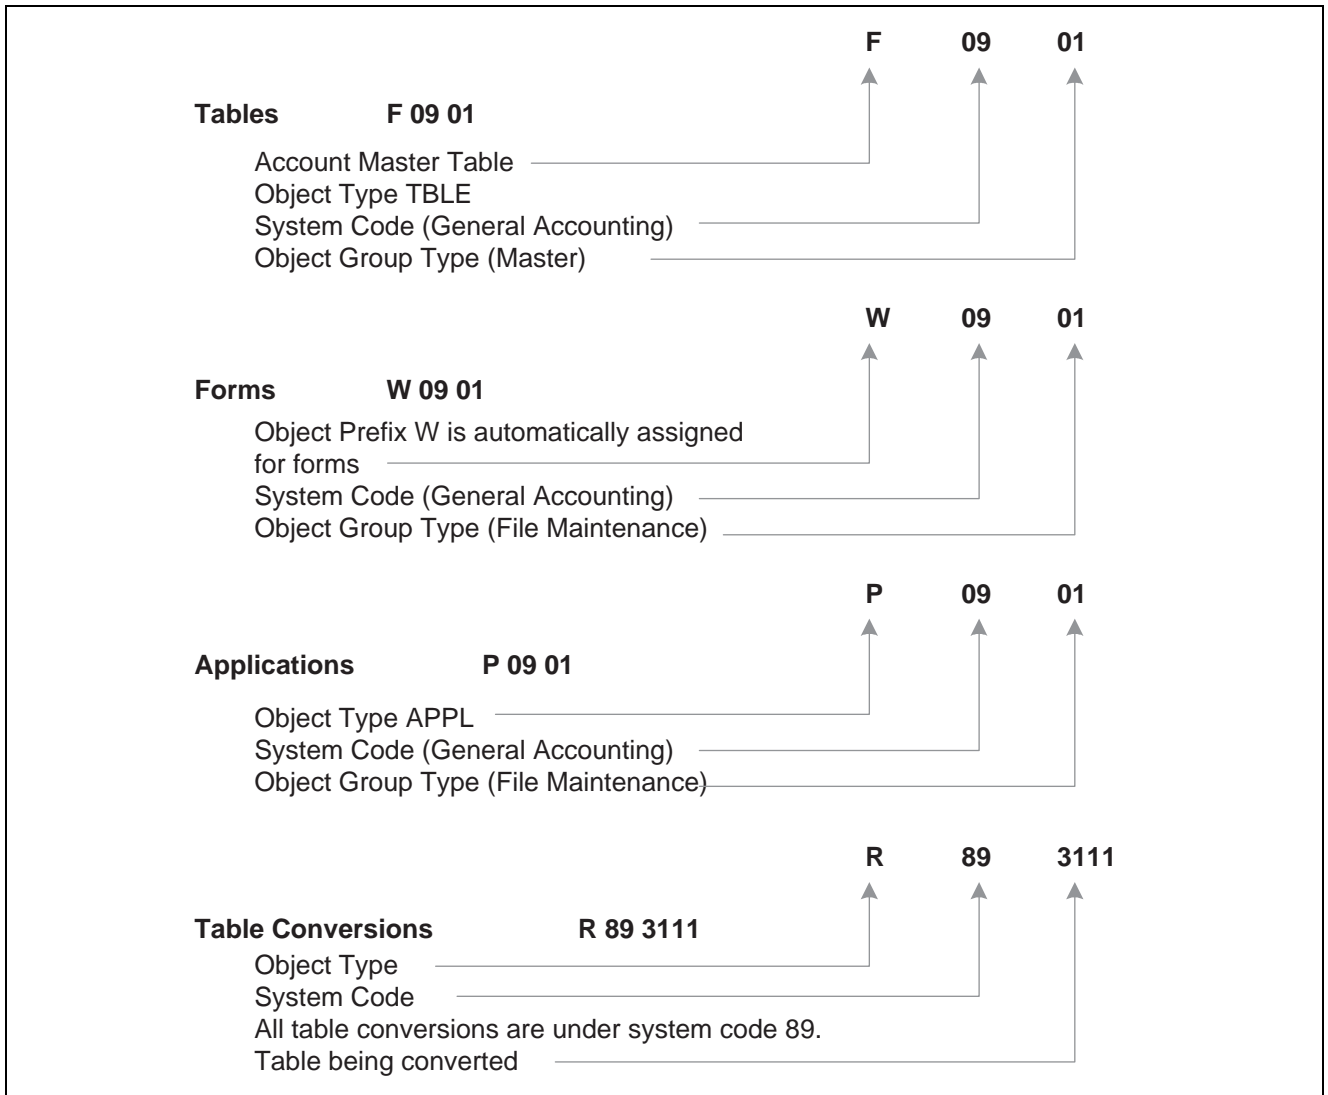 F 09 01
Tables F 09 01
Account Master Table
Object Type TBLE
System Code (General Accounting)
Object Group Type (Master)
W 09 01
Forms W 09 01
Object Prefix W is automatically assigned
for forms
System Code (General Accounting)
Object Group Type (File Maintenance)
P 09 01
Applications P 09 01
Object Type APPL
System Code (General Accounting)
Object Group Type (File Maintenance)
R 89 3111
Table Conversions R 89 3111
Object Type
System Code
All table conversions are under system code 89.
Table being converted